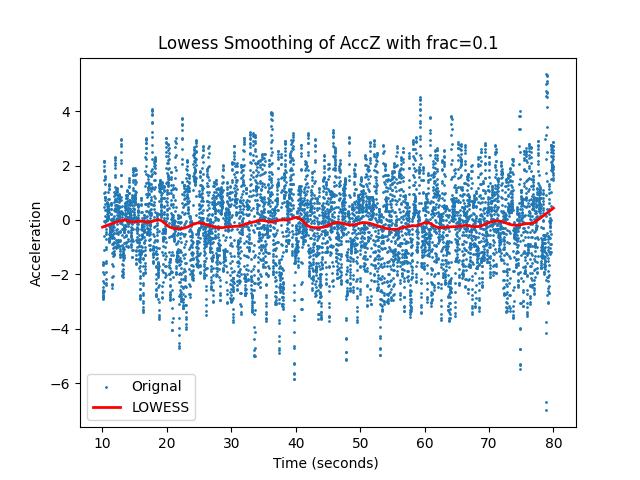 Lowess Smoothing of AccZ with frac=0.1
Acceleration
4
2
0
−2
−4
−6
Orignal
LOWESS
10 20 30 40 50 60 70 80
Time (seconds)